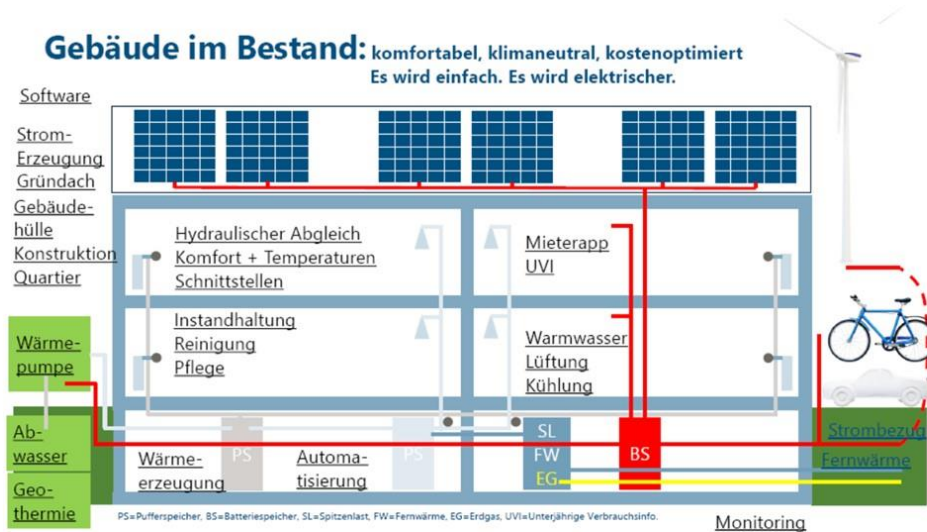 Gebäude im Bestand: komfortabel, klimaneutral, kostenoptimiert
Es wird einfach. Es wird elektrischer.
Software
Strom-
Erzeugung
Gründach
Gebäude-
hülle
Konstruktion
Quartier
Hydraulischer Abgleich
Komfort + Temperaturen
Schnittstellen
Mieterapp
UVI
Instandhaltung
Reinigung
Pflege
Warmwasser
Lüftung
Kühlung
Wärme-
pumpe
Ab-
wasser
Geo-
thermie
PS
Wärme-
erzeugung
Automa-
tisierung
PS
SL
FW
EG
BS
Strombezug
Fernwärme
PS=Pufferspeicher, BS=Batteriespeicher, SL=Spitzenlast, FW=Fernwärme, EG=Erdgas, UVI=Unterjährige Verbrauchsinfo.
Monitoring